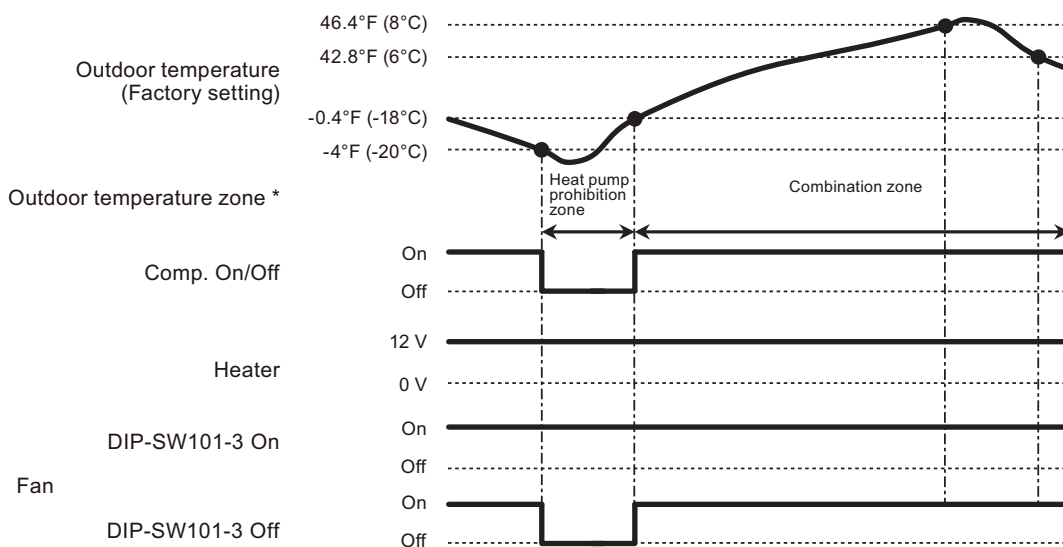 46.4°F (8°C)
42.8°F (6°C)
Outdoor temperature
(Factory setting)
-0.4°F (-18°C)
-4°F (-20°C)
Heat pump
prohibition
zone
Combination zone
Outdoor temperature zone *
On
Comp. On/Off
Off
12 V
Heater
0 V
On
DIP-SW101-3 On
Off
Fan
On
DIP-SW101-3 Off
Off